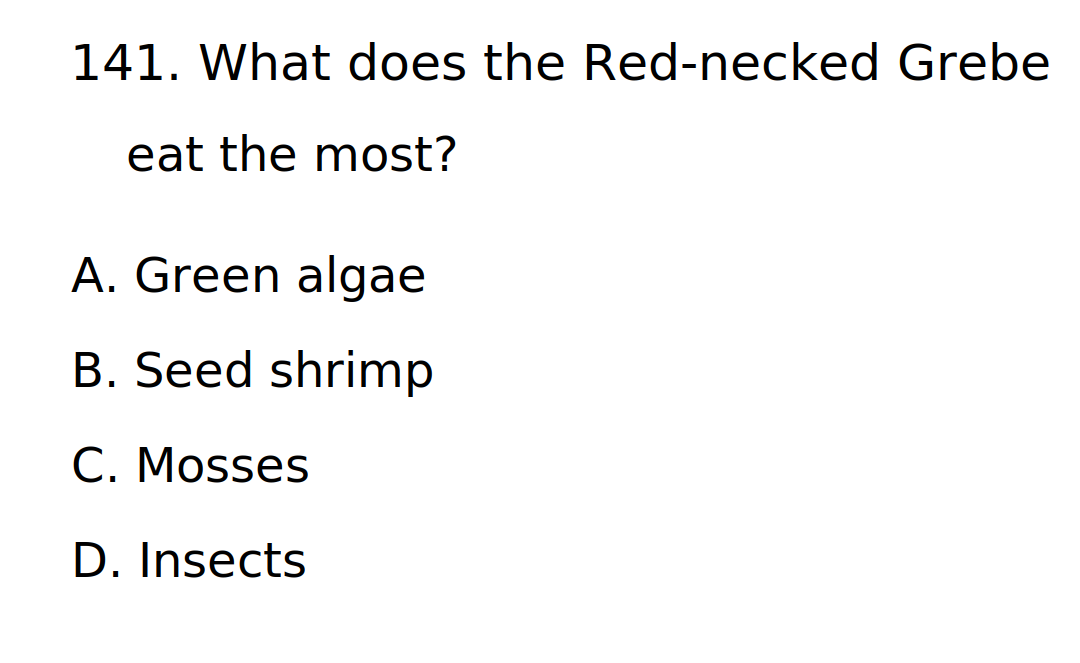 141. What does the Red-necked Grebe
eat the most?
A. Green algae
B. Seed shrimp
C. Mosses
D. Insects